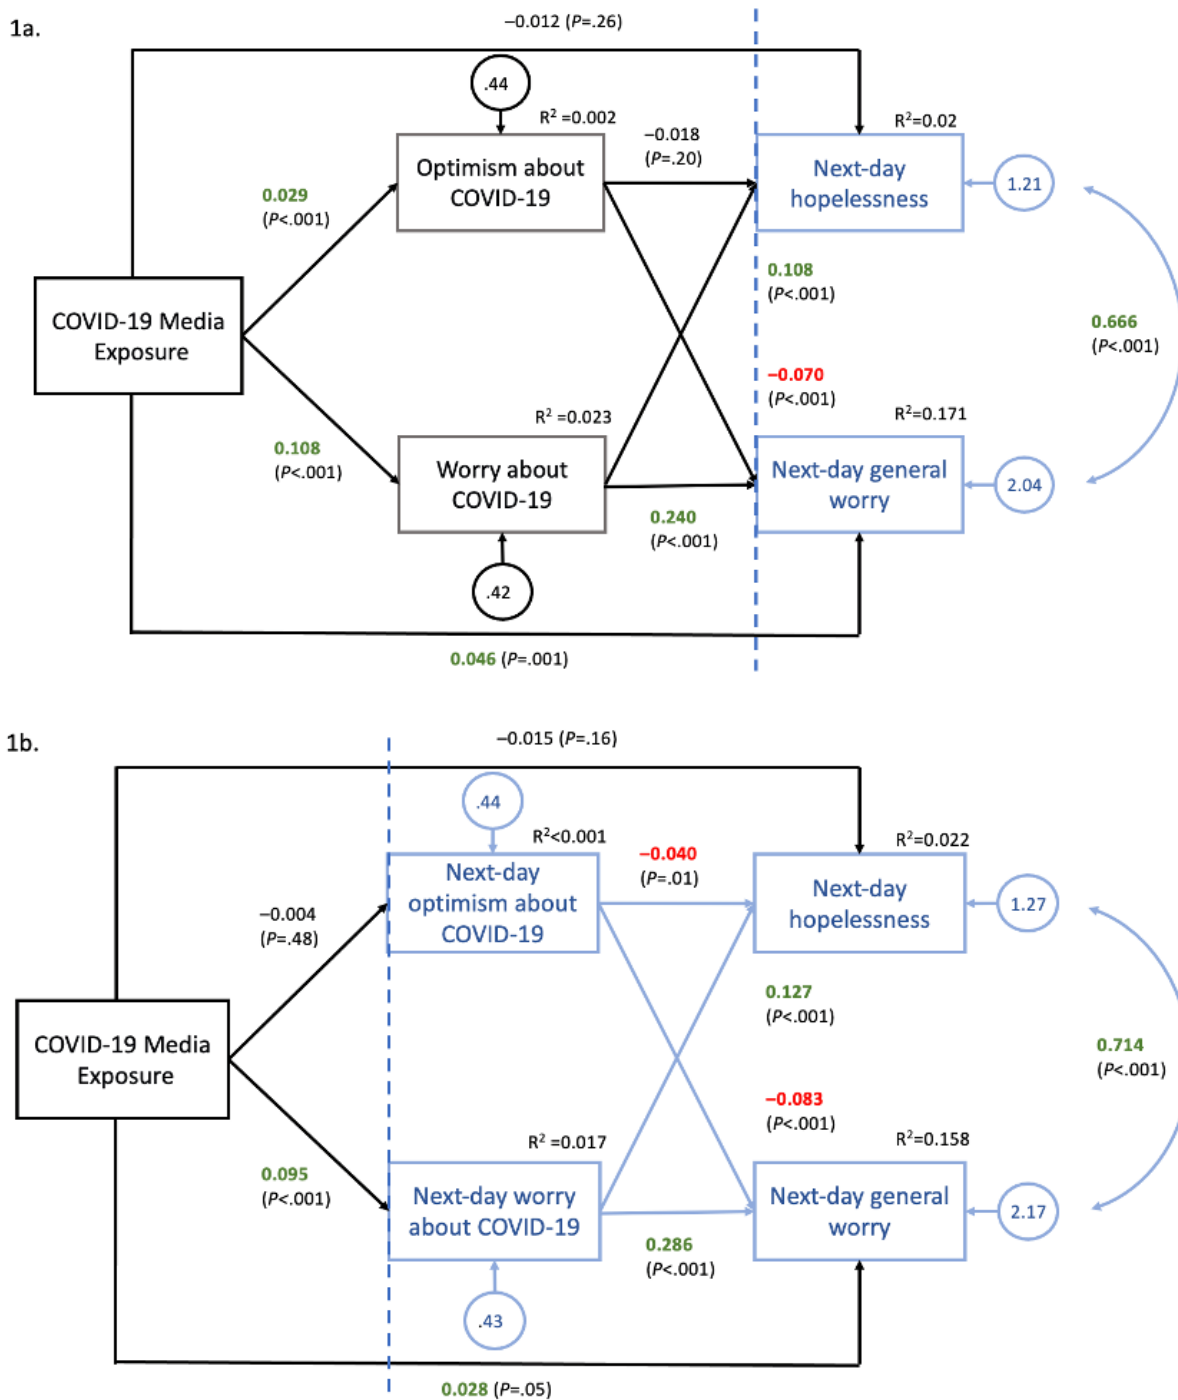 1a.
−0.012 (P=.26)
.44
R² =0.002
−0.018
(P=.20)
R²=0.02
Optimism about
COVID-19
Next-day
hopelessness
1.21
0.029
(P<.001)
0.108
(P<.001)
COVID-19 Media
Exposure
0.666
(P<.001)
−0.070
(P<.001)
R² =0.023
R²=0.171
0.108
(P<.001)
Worry about
COVID-19
Next-day general
worry
2.04
0.240
(P<.001)
.42
0.046 (P=.001)
1b.
−0.015 (P=.16)
.44
R²<0.001
−0.040
(P=.01)
R²=0.022
Next-day
optimism about
COVID-19
Next-day
hopelessness
1.27
−0.004
(P=.48)
0.127
(P<.001)
COVID-19 Media
Exposure
0.714
(P<.001)
−0.083
(P<.001)
R² =0.017
R²=0.158
0.095
(P<.001)
Next-day worry
about COVID-19
Next-day general
worry
2.17
0.286
(P<.001)
.43
0.028 (P=.05)